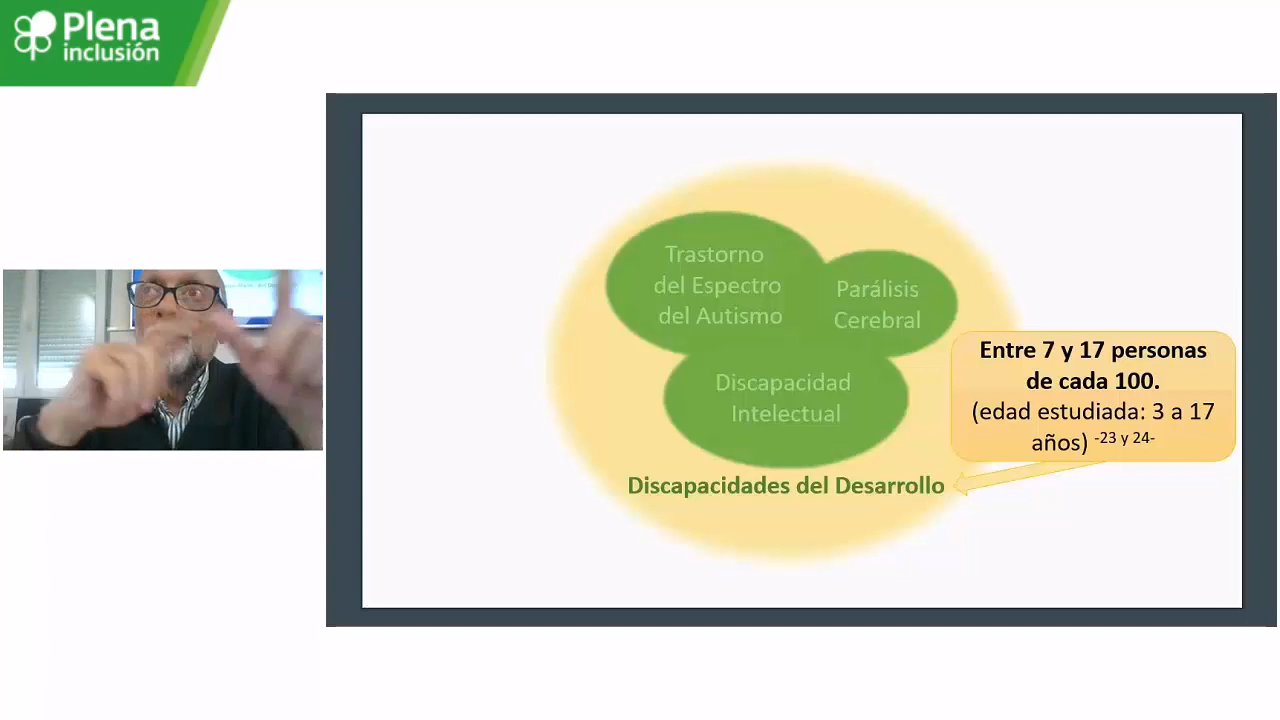 Plena
inclusión
Trastorno
del Espectro
del Autismo
Parálisis
Cerebral
Discapacidad
Intelectual
Discapacidades del Desarrollo
Entre 7 y 17 personas
de cada 100.
(edad estudiada: 3 a 17
años) -23 y 24-